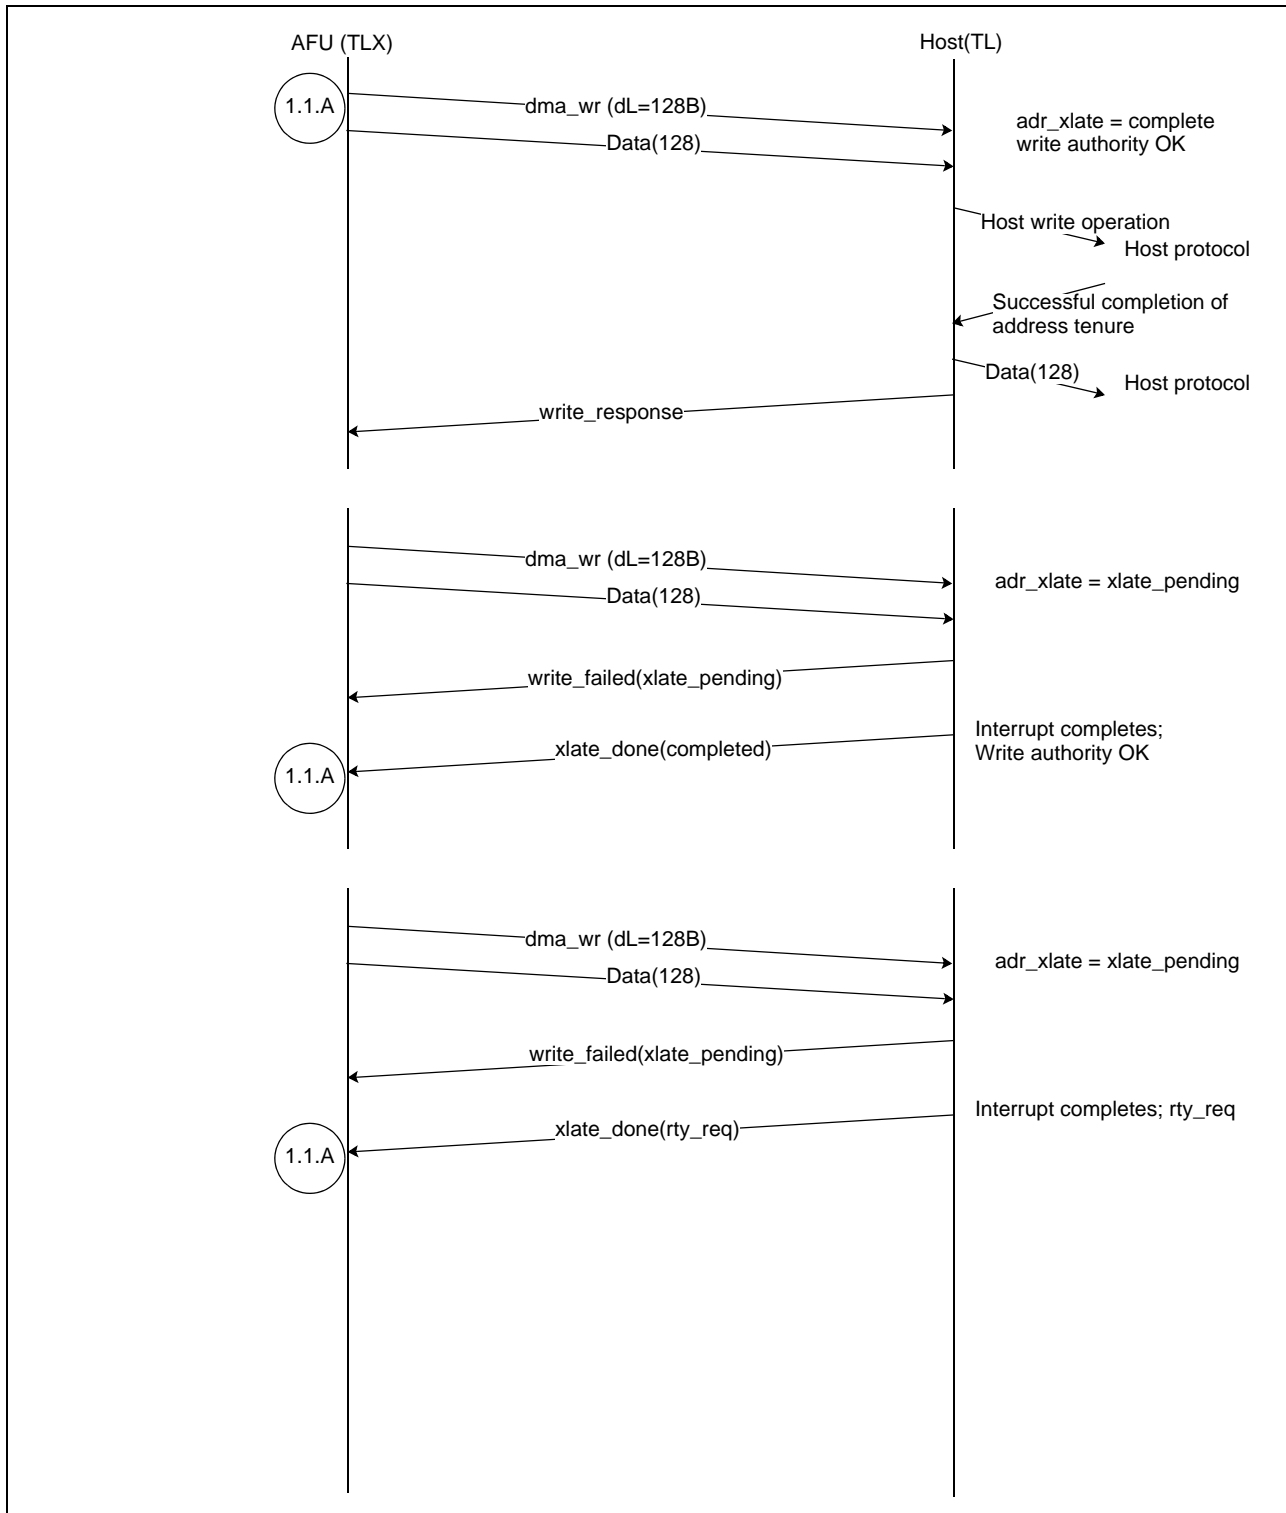 AFU (TLX)
Host(TL)
1.1.A
dma_wr (dL=128B)
adr_xlate = complete
write authority OK
Data(128)
Host write operation
Host protocol
Successful completion of
address tenure
Data(128)
Host protocol
write_response
dma_wr (dL=128B)
adr_xlate = xlate_pending
Data(128)
write_failed(xlate_pending)
Interrupt completes;
Write authority OK
xlate_done(completed)
1.1.A
dma_wr (dL=128B)
adr_xlate = xlate_pending
Data(128)
write_failed(xlate_pending)
Interrupt completes; rty_req
xlate_done(rty_req)
1.1.A